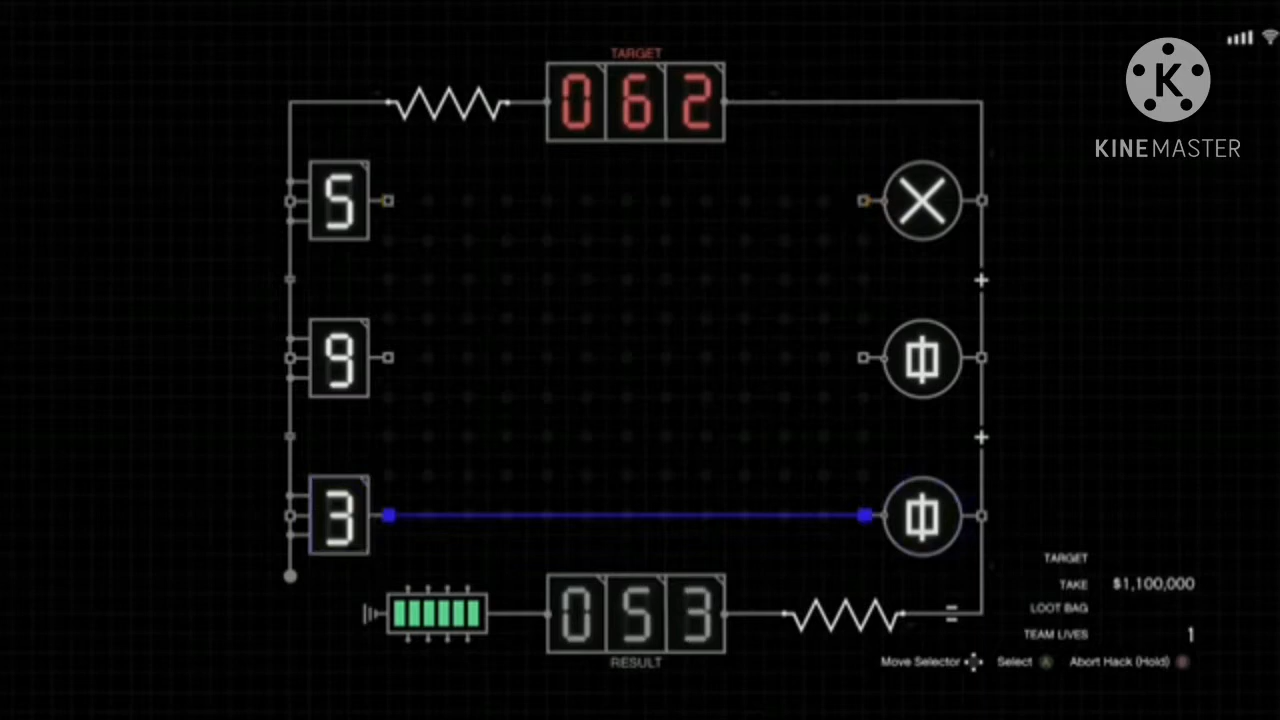 TARGET
062
K
KINEMASTER
5
9
3
053
RESULT
TARGET
TAKE $1,100,000
LOOT BAG
TEAM LIVES 1
Move Selector Select A Abort Hack (Hold)